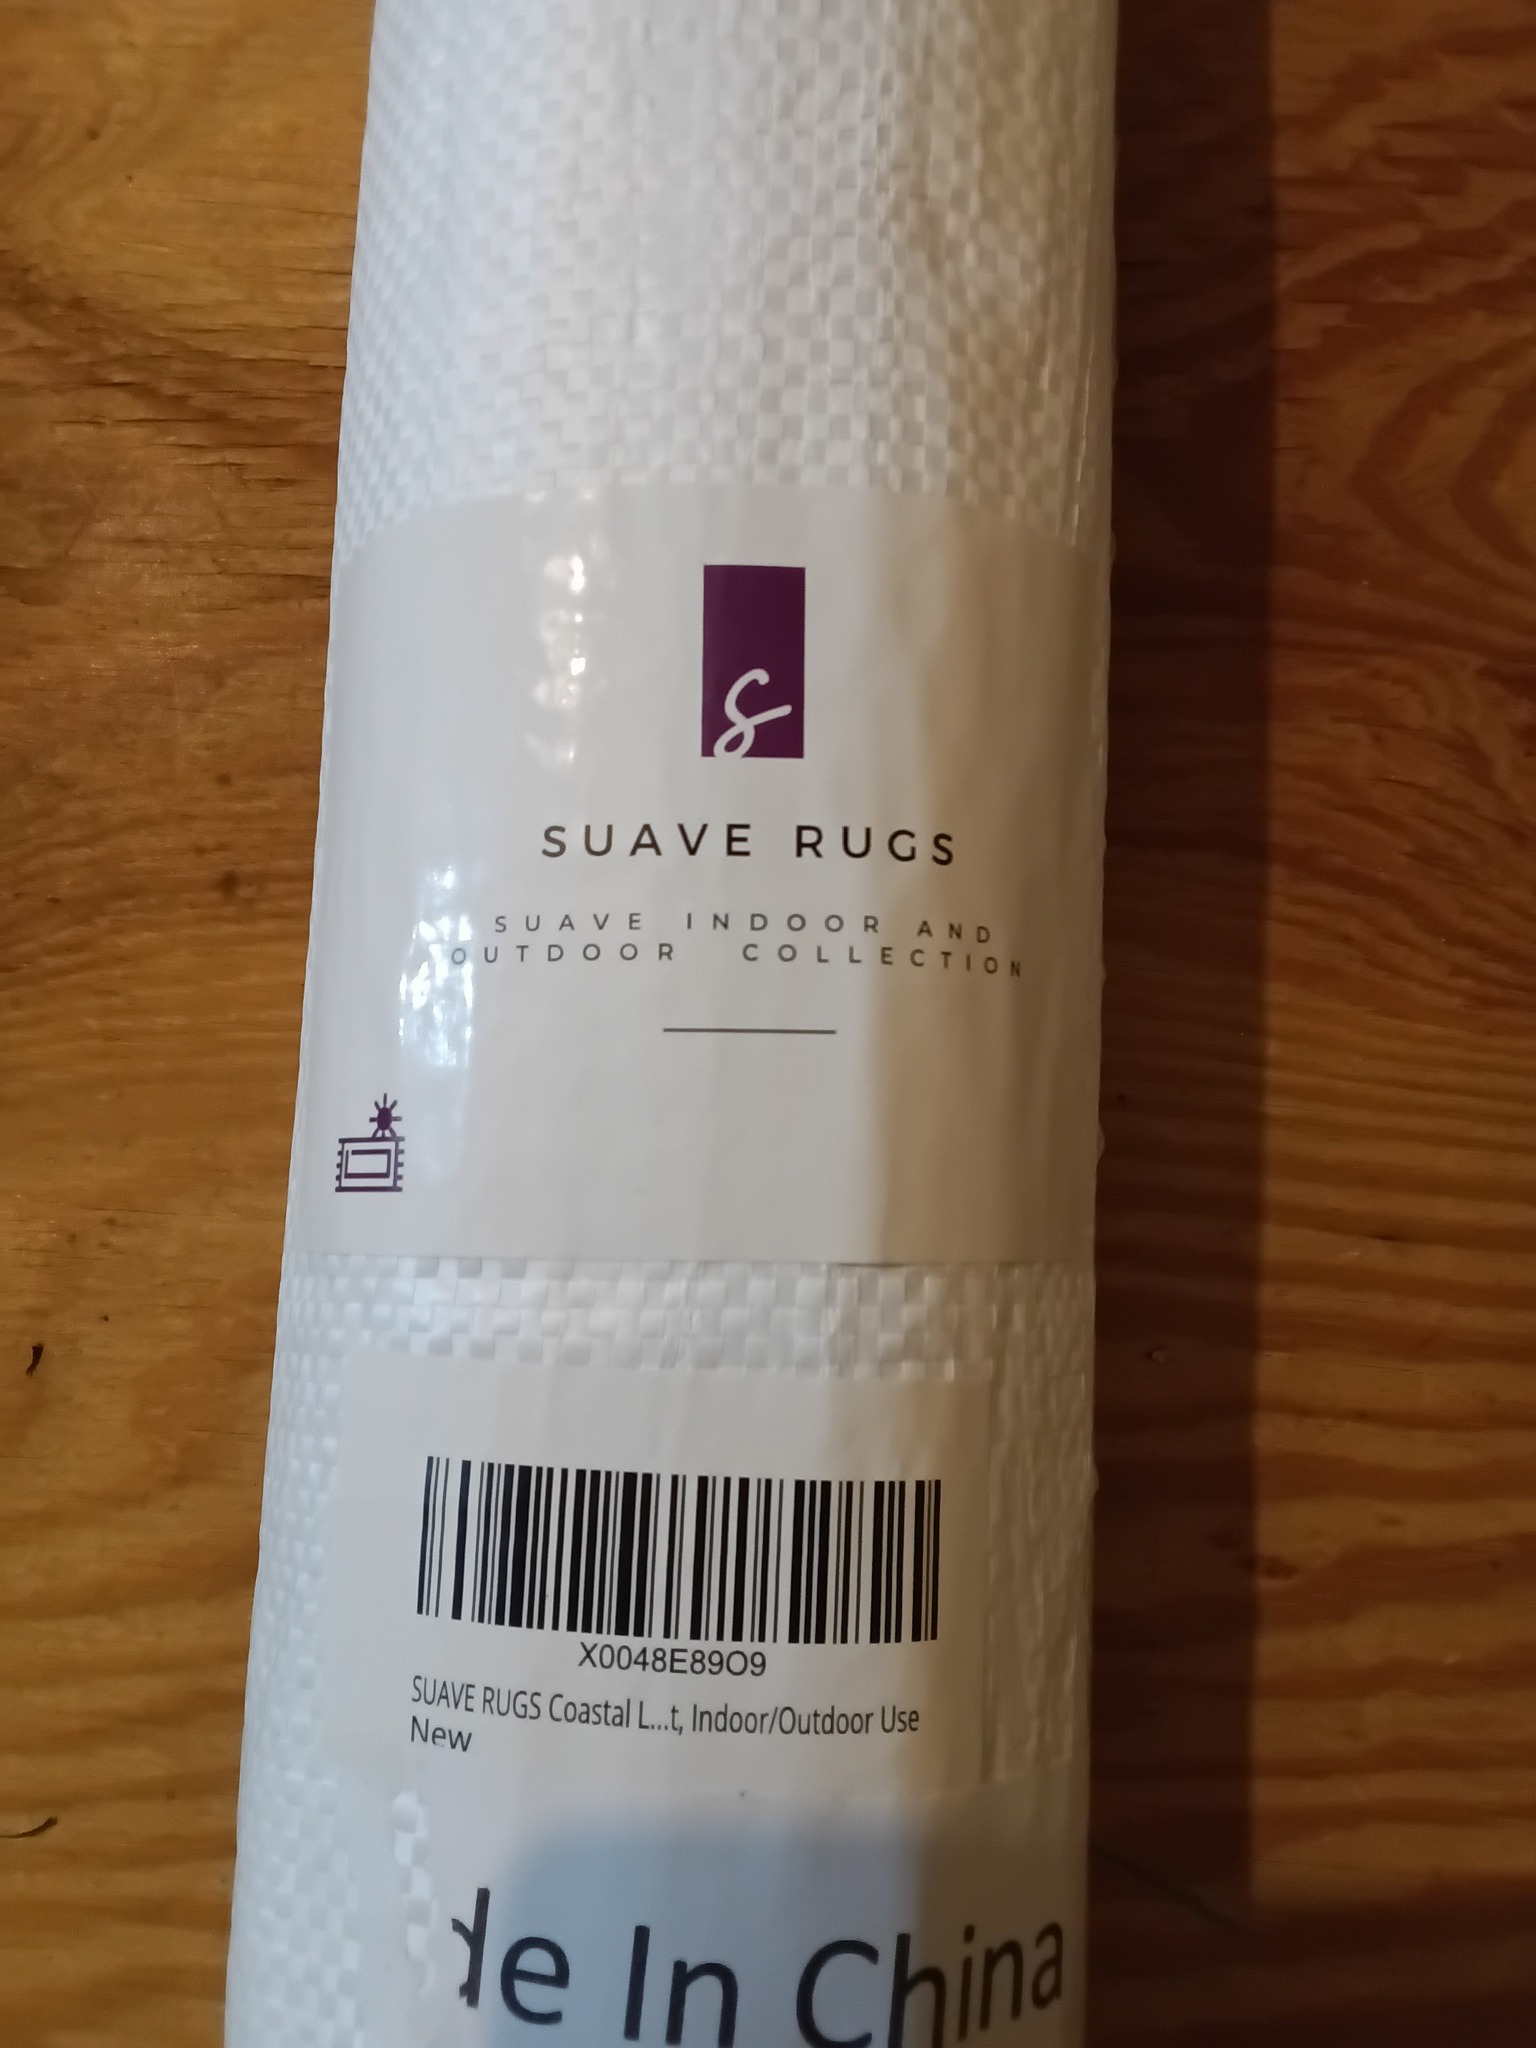 S
SUAVE RUGS
SUAVE INDOOR AND
OUTDOOR COLLECTION
X0048E89O9
SUAVE RUGS Coastal L...t, Indoor/Outdoor Use
New
de In China